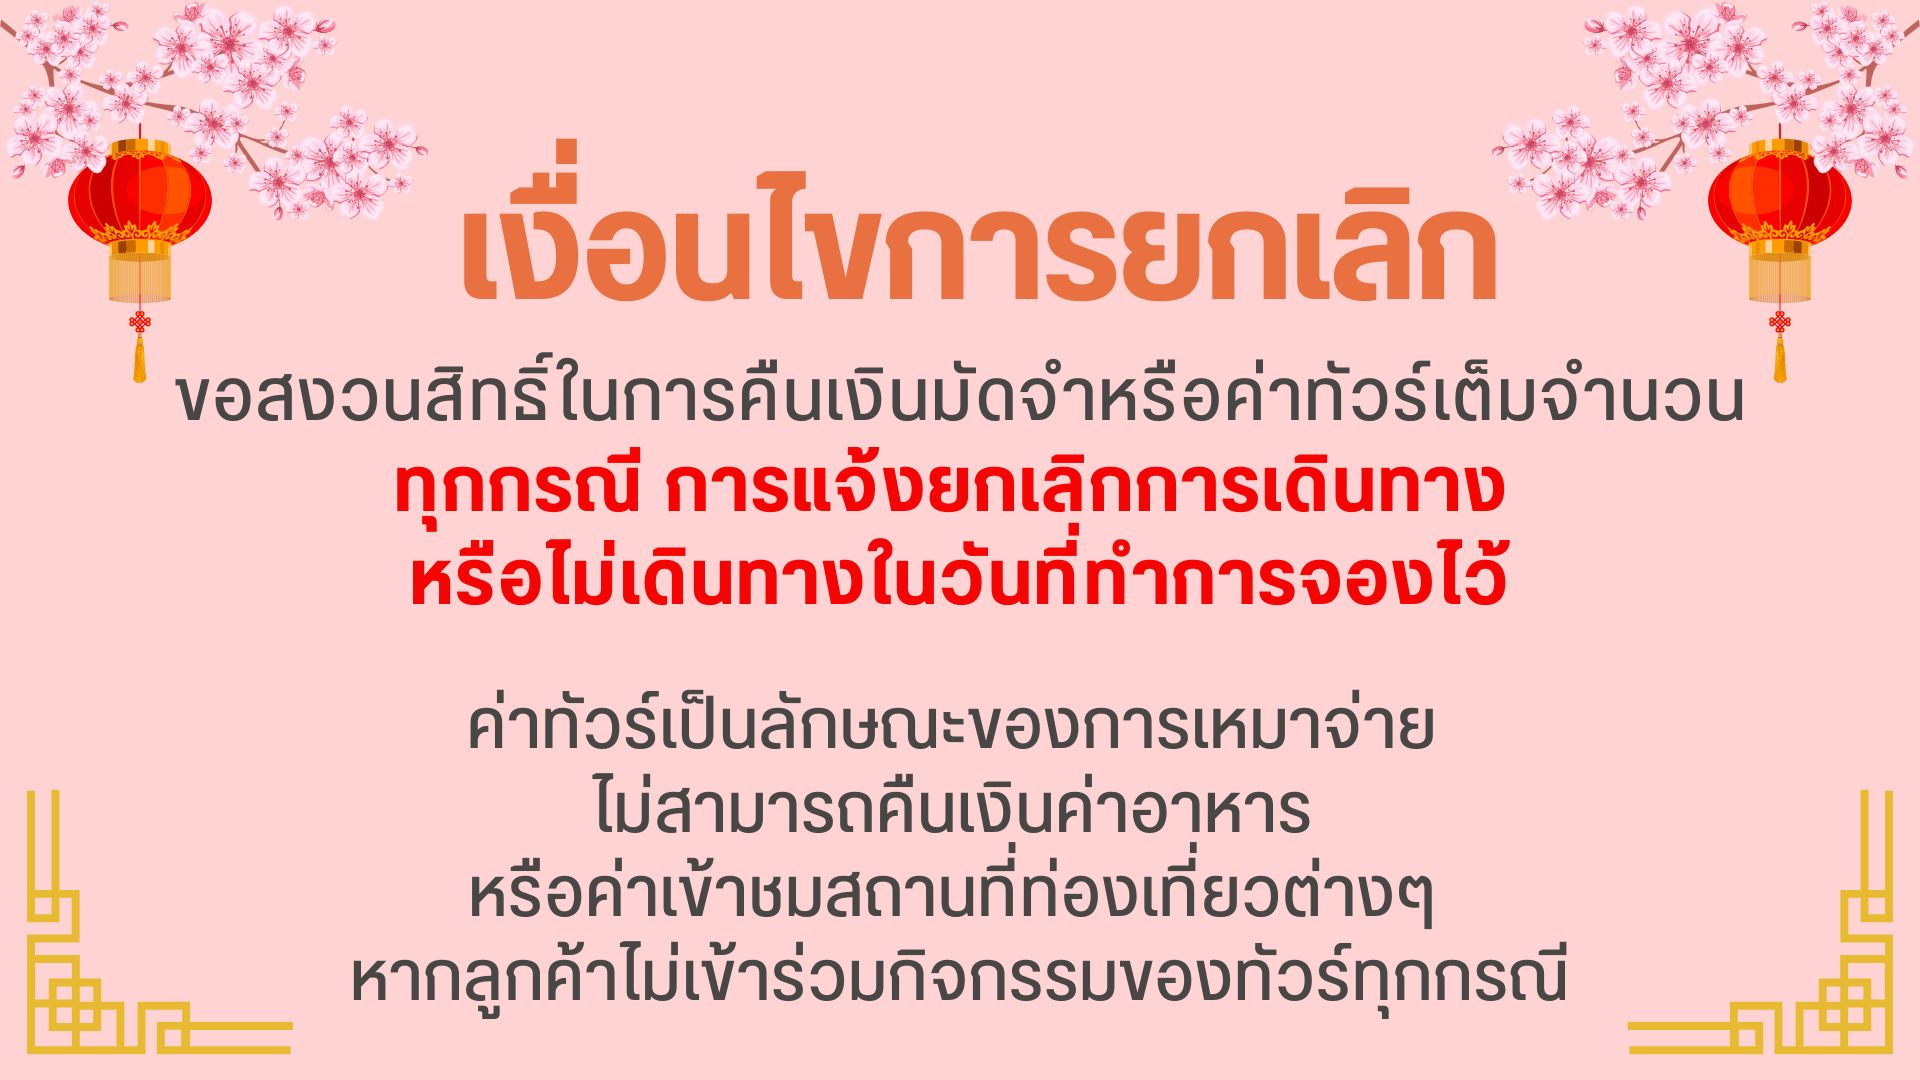 เงื่อนไขการยกเลิก
ขอสงวนสิทธิ์ในการคืนเงินมัดจำหรือค่าทัวร์เต็มจำนวน
ทุกกรณี การแจ้งยกเลิกการเดินทาง
หรือไม่เดินทางในวันที่ทำการจองไว้
ค่าทัวร์เป็นลักษณะของการเหมาจ่าย
ไม่สามารถคืนเงินค่าอาหาร
หรือค่าเข้าชมสถานที่ท่องเที่ยวต่างๆ
หากลูกค้าไม่เข้าร่วมกิจกรรมของทัวร์ทุกกรณี